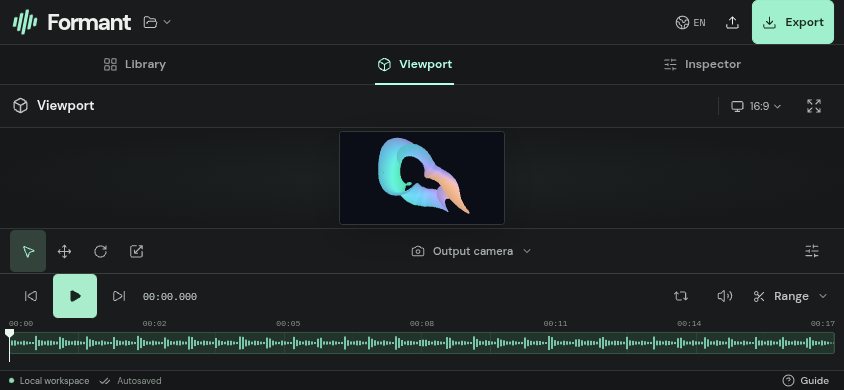 Formant
EN
Export
Library
Viewport
Inspector
Viewport
16:9
Output camera
00:00.000
Range
00:00 00:02 00:05 00:08 00:11 00:14 00:17
Local workspace Autosaved
Guide